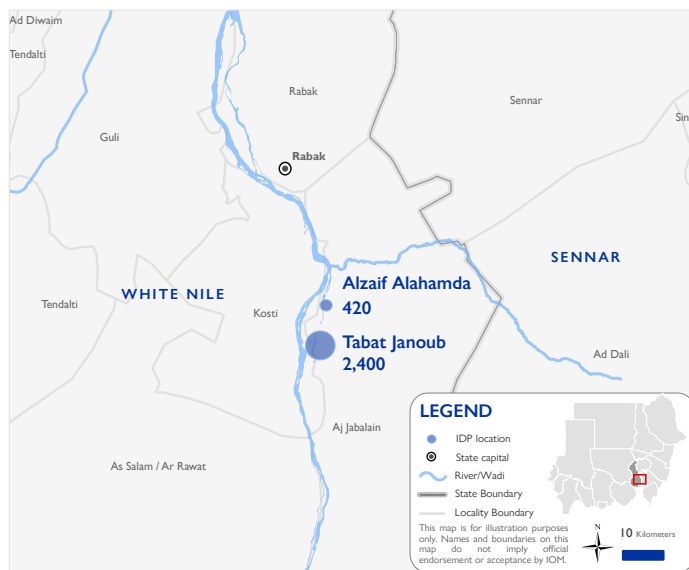 Ad Diwaim
Tendalti
Rabak
Sennar
Sin
Guli
Rabak
SENNAR
WHITE NILE
Alzaif Alahamda
420
Tendalti
Kosti
Tabat Janoub
2,400
Ad Dali
Aj Jabalain
As Salam / Ar Rawat
LEGEND
IDP location
State capital
River/Wadi
State Boundary
Locality Boundary
This map is for illustration purposes
only. Names and boundaries on this
map do not imply official
endorsement or acceptance by IOM.
N
10 Kilometers